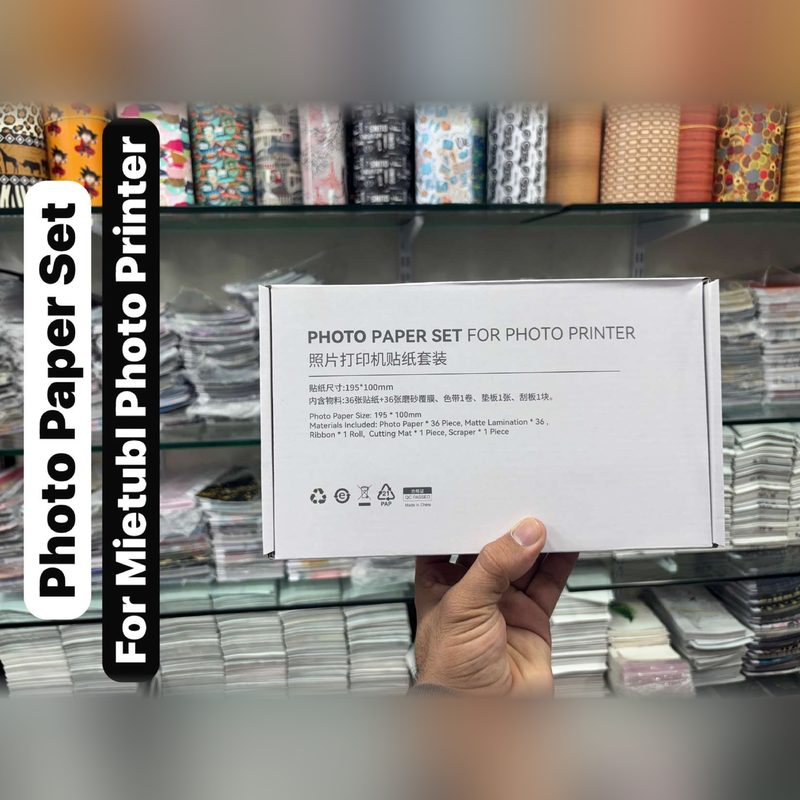 Photo Paper Set
For Mietubl Photo Printer
PHOTO PAPER SET FOR PHOTO PRINTER
照片打印机贴纸套装
贴纸尺寸:195*100mm
内含物料:36张贴纸+36张磨砂覆膜、色带1卷、垫板1张、刮板1块。
Photo Paper Size: 195 * 100mm
Materials Included: Photo Paper * 36 Piece, Matte Lamination * 36 ,
Ribbon * 1 Roll, Cutting Mat * 1 Piece, Scraper * 1 Piece
21
PAP
合格证
QC PASSED
Made in China